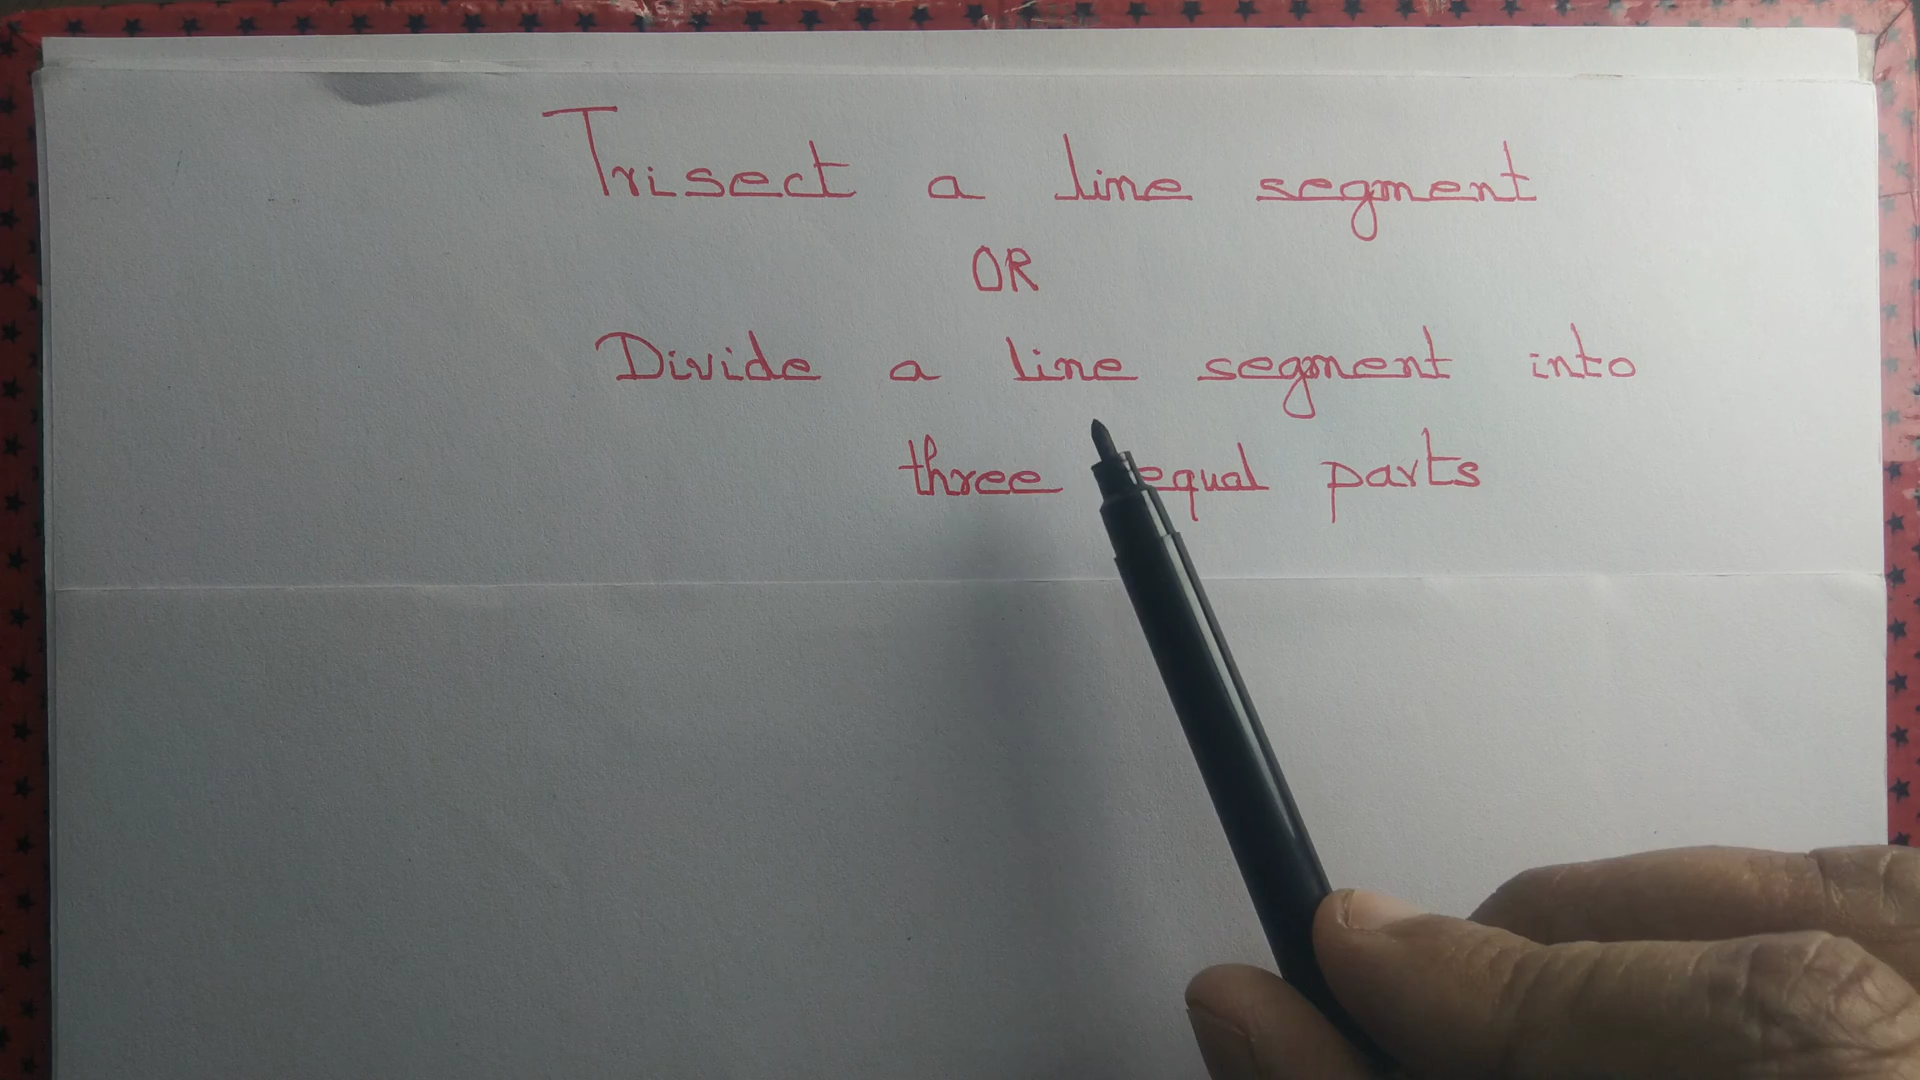 Trisect a line segment
OR
Divide a line segment into
three equal parts